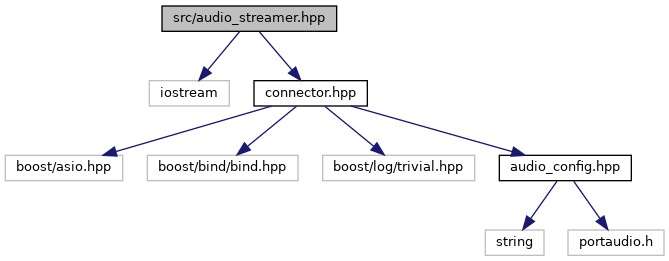 src/audio_streamer.hpp
iostream
connector.hpp
boost/asio.hpp
boost/bind/bind.hpp
boost/log/trivial.hpp
audio_config.hpp
string
portaudio.h